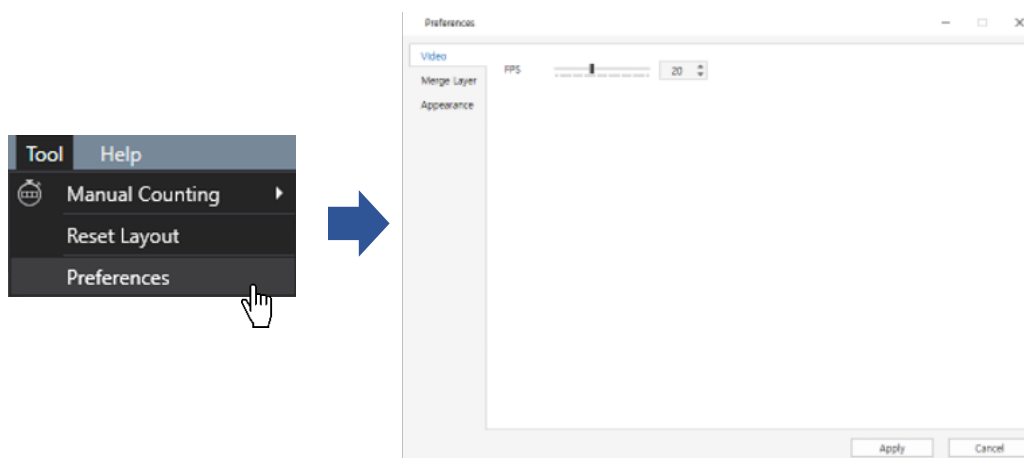 Tool Help
Manual Counting
Reset Layout
Preferences
Preferences
Video
Merge Layer
Appearance
FPS 20
Apply Cancel